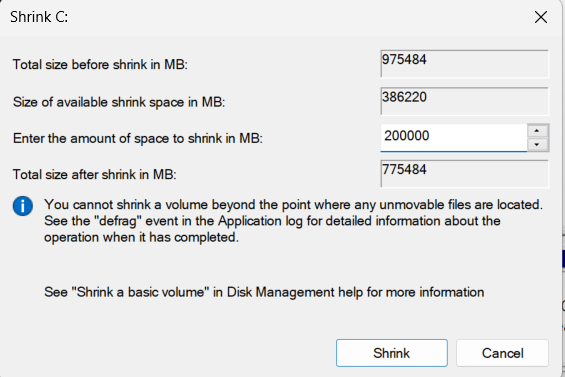 Shrink C:
Total size before shrink in MB: 975484
Size of available shrink space in MB: 386220
Enter the amount of space to shrink in MB: 200000
Total size after shrink in MB: 775484
You cannot shrink a volume beyond the point where any unmovable files are located.
See the "defrag" event in the Application log for detailed information about the
operation when it has completed.
See "Shrink a basic volume" in Disk Management help for more information
Shrink Cancel